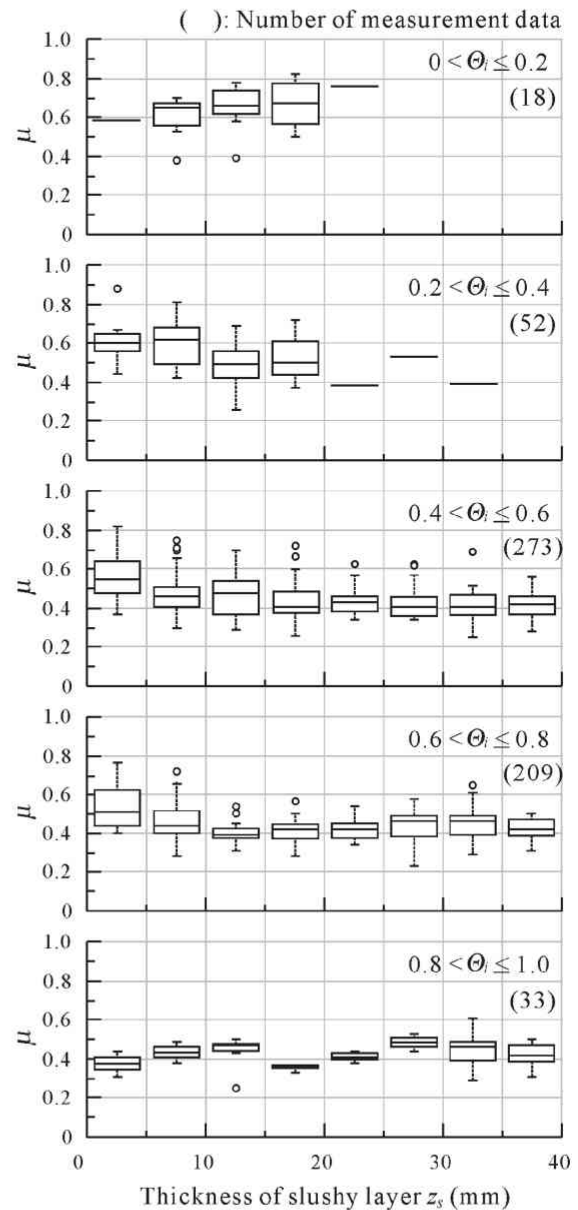 ( ): Number of measurement data
1.0
0 < Θi ≤ 0.2
0.8
(18)
0.6
μ
0.4
0.2
0
1.0
0.2 < Θi ≤ 0.4
0.8
(52)
0.6
μ
0.4
0.2
0
1.0
0.4 < Θi ≤ 0.6
0.8
(273)
0.6
μ
0.4
0.2
0
1.0
0.6 < Θi ≤ 0.8
0.8
(209)
0.6
μ
0.4
0.2
0
1.0
0.8 < Θi ≤ 1.0
0.8
(33)
0.6
μ
0.4
0.2
0
0 10 20 30 40
Thickness of slushy layer zs (mm)